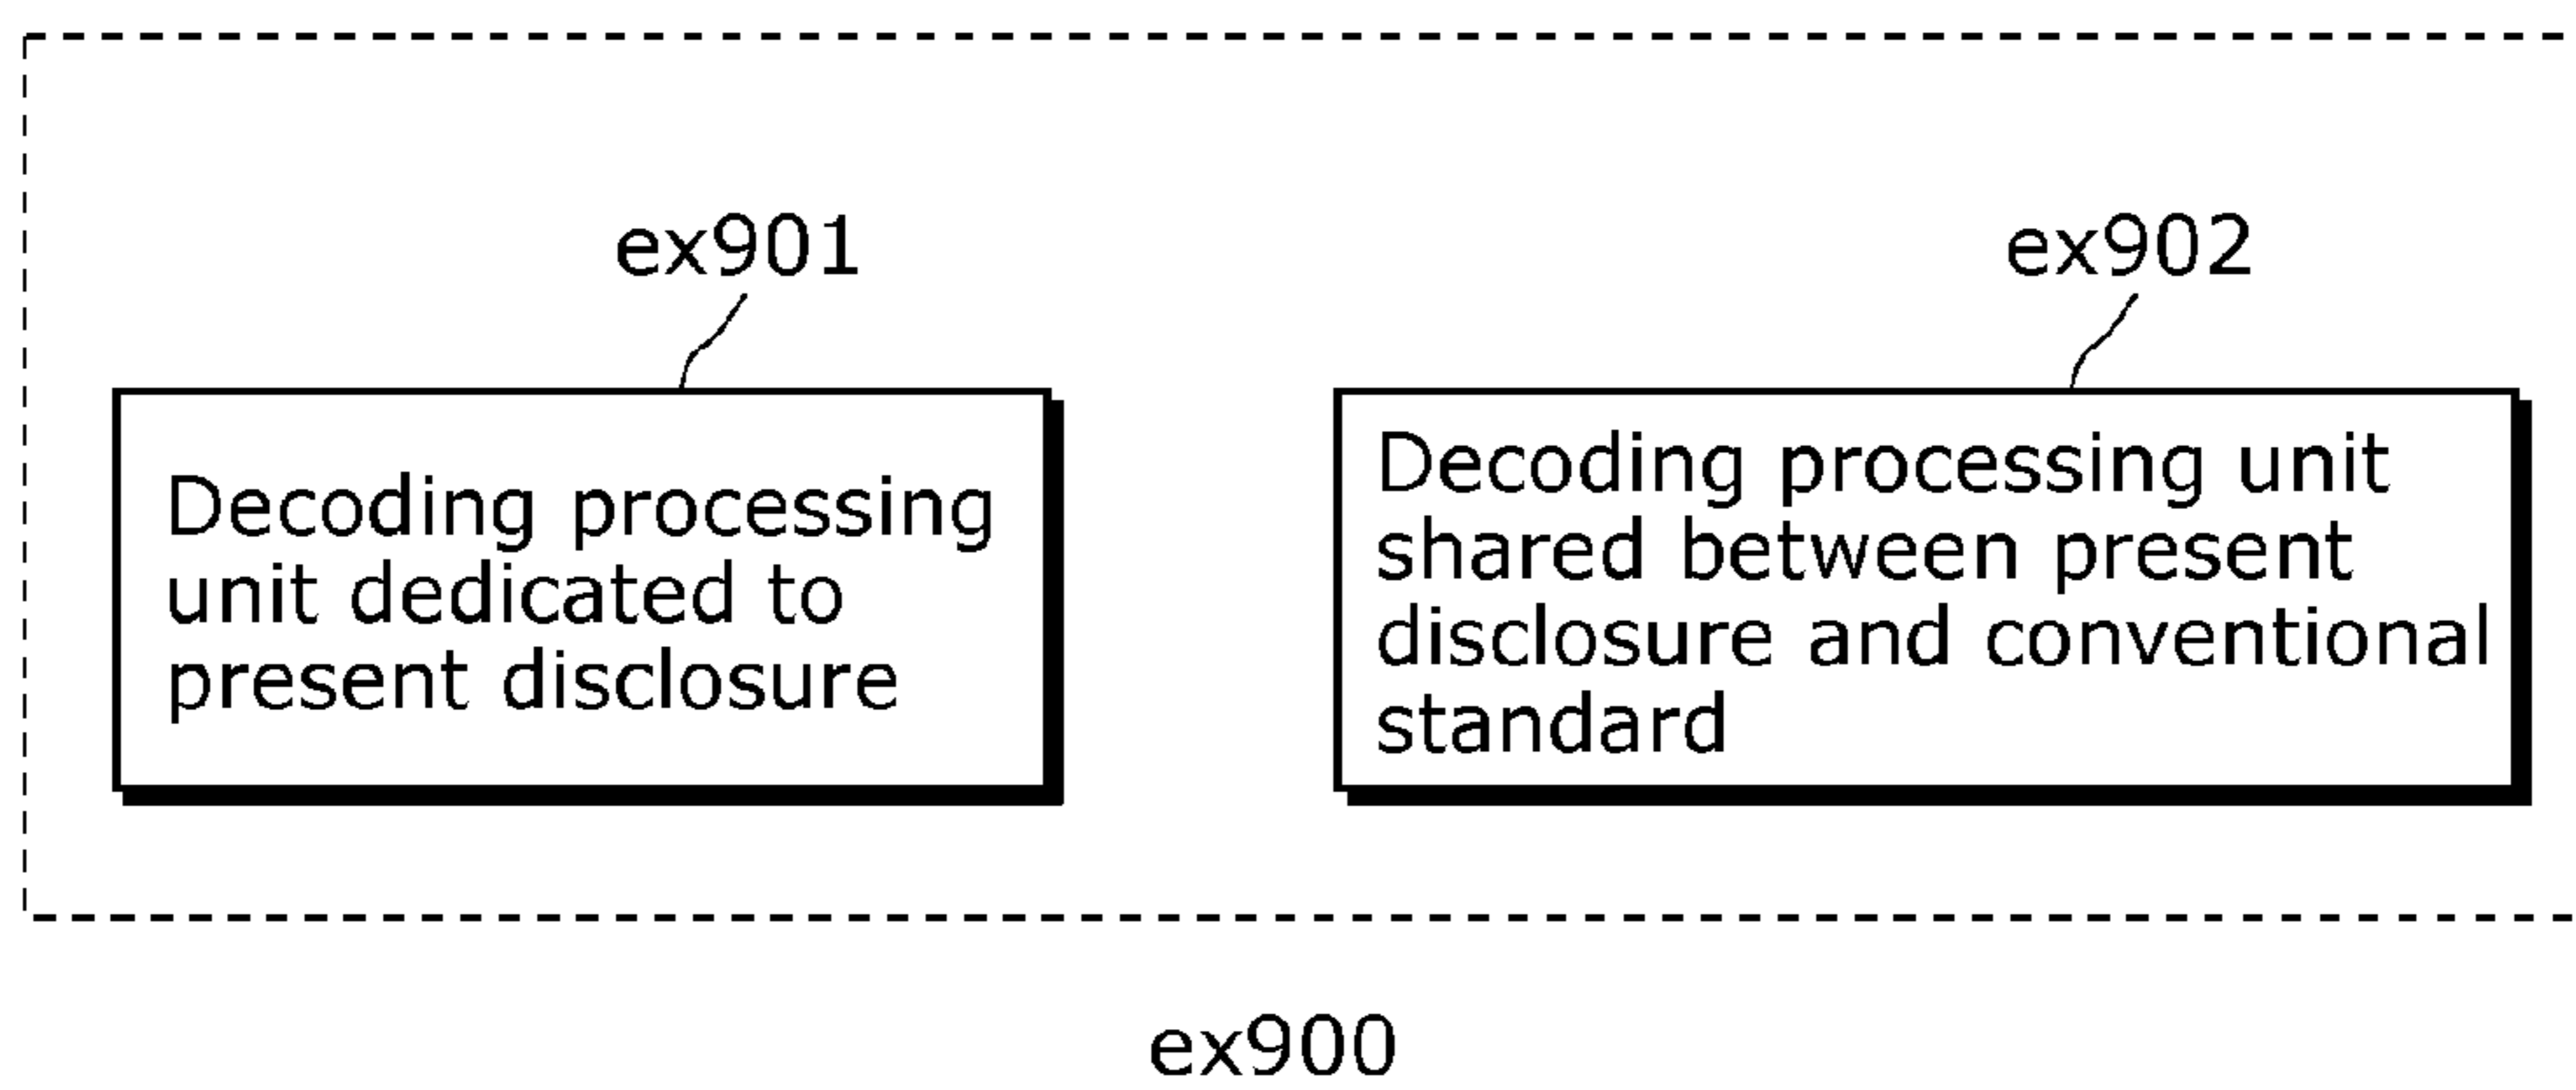 ex901
Decoding processing
unit dedicated to
present disclosure
ex902
Decoding processing unit
shared between present
disclosure and conventional
standard
ex900